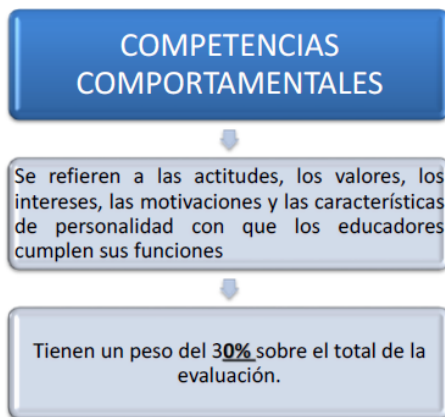 COMPETENCIAS
COMPORTAMENTALES
Se refieren a las actitudes, los valores, los
intereses, las motivaciones y las características
de personalidad con que los educadores
cumplen sus funciones
Tienen un peso del 30% sobre el total de la
evaluación.